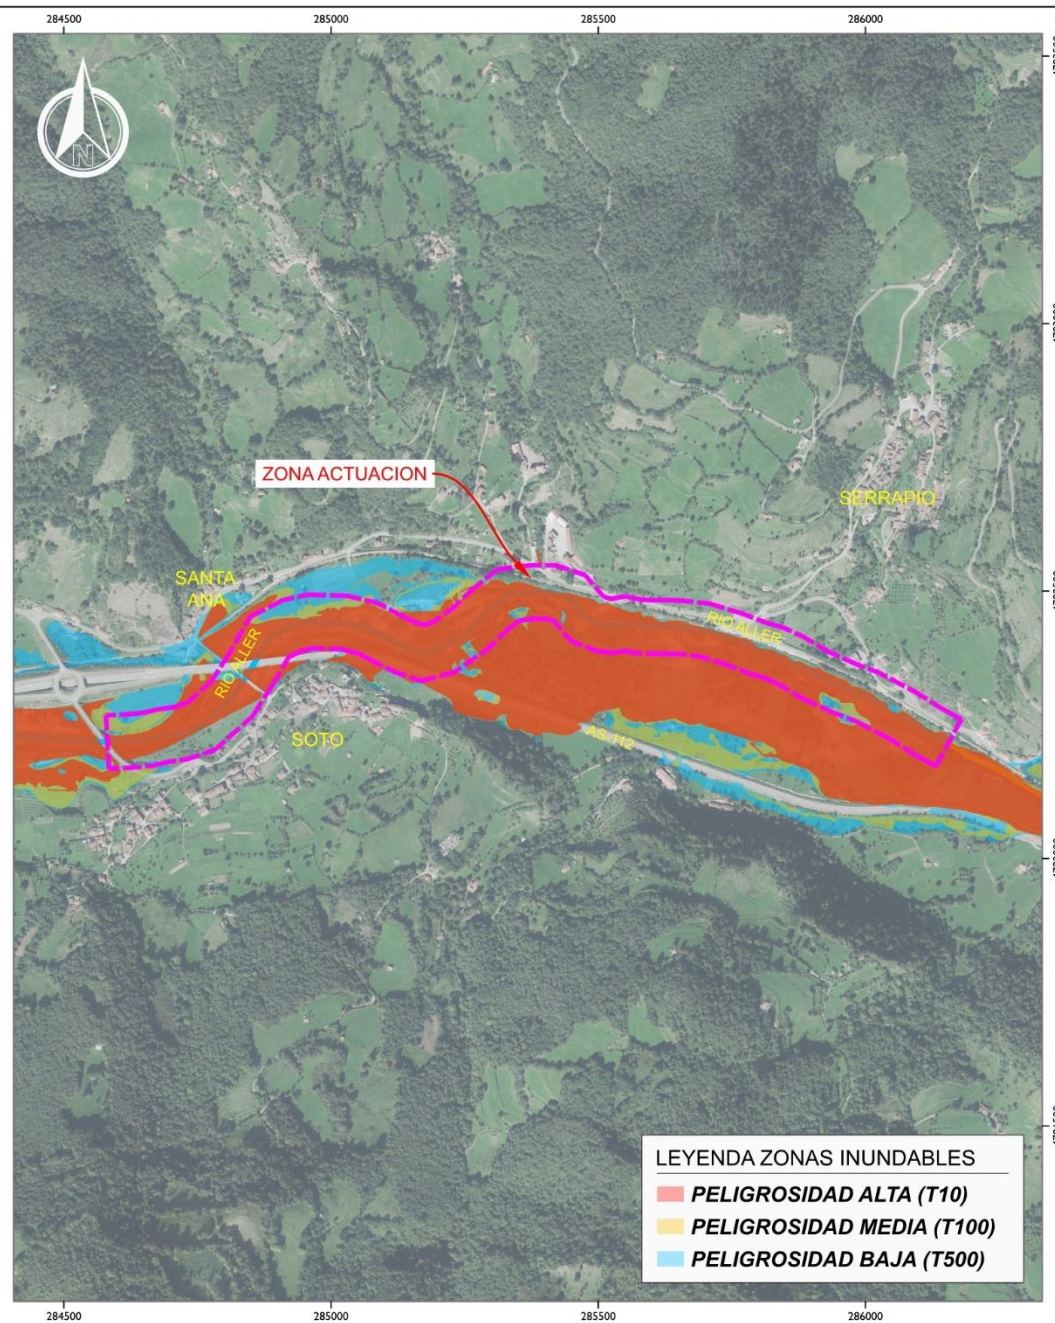 284500 285000 285500 286000
N
ZONA ACTUACION
SERRAPIO
SANTA
ANA
RIO ALLER
RIO ALLER
SOTO
AS-112
LEYENDA ZONAS INUNDABLES
PELIGROSIDAD ALTA (T10)
PELIGROSIDAD MEDIA (T100)
PELIGROSIDAD BAJA (T500)
284500 285000 285500 286000